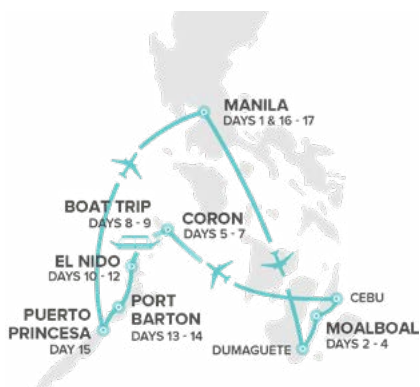 MANILA
DAYS 1 & 16 - 17
BOAT TRIP
DAYS 8 - 9
CORON
DAYS 5 - 7
EL NIDO
DAYS 10 - 12
CEBU
PUERTO
PRINCESA
DAY 15
PORT
BARTON
DAYS 13 - 14
MOALBOAL
DAYS 2 - 4
DUMAGUETE